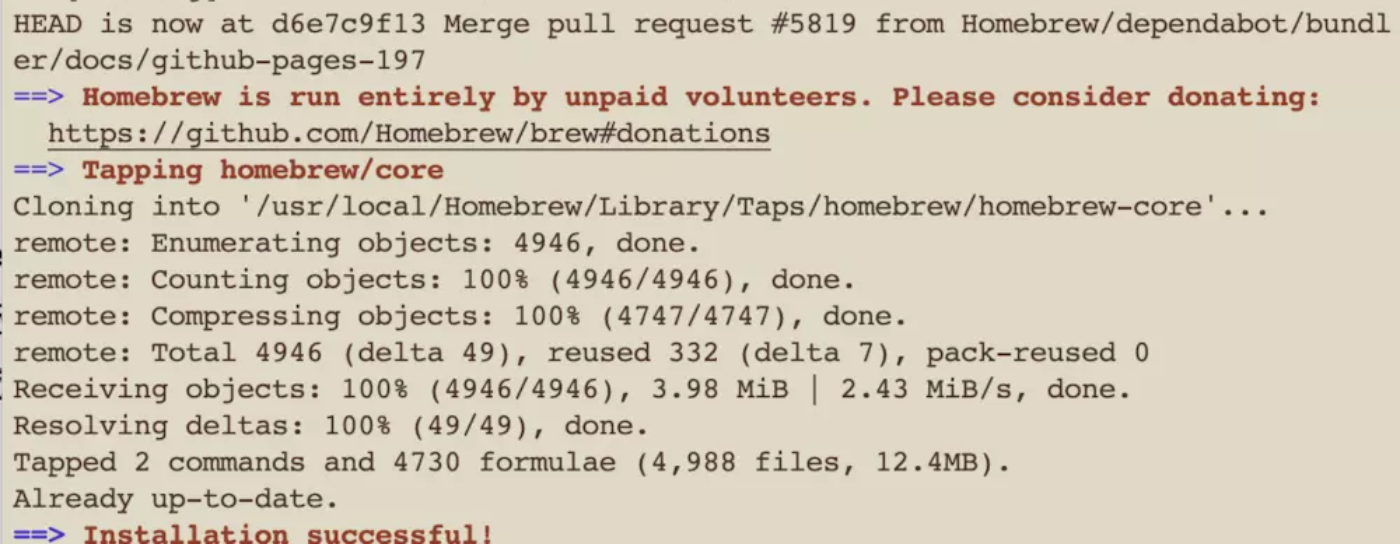 HEAD is now at d6e7c9f13 Merge pull request #5819 from Homebrew/dependabot/bundl
er/docs/github-pages-197
==> Homebrew is run entirely by unpaid volunteers. Please consider donating:
https://github.com/Homebrew/brew#donations
==> Tapping homebrew/core
Cloning into '/usr/local/Homebrew/Library/Taps/homebrew/homebrew-core'...
remote: Enumerating objects: 4946, done.
remote: Counting objects: 100% (4946/4946), done.
remote: Compressing objects: 100% (4747/4747), done.
remote: Total 4946 (delta 49), reused 332 (delta 7), pack-reused 0
Receiving objects: 100% (4946/4946), 3.98 MiB | 2.43 MiB/s, done.
Resolving deltas: 100% (49/49), done.
Tapped 2 commands and 4730 formulae (4,988 files, 12.4MB).
Already up-to-date.
==> Installation successful!